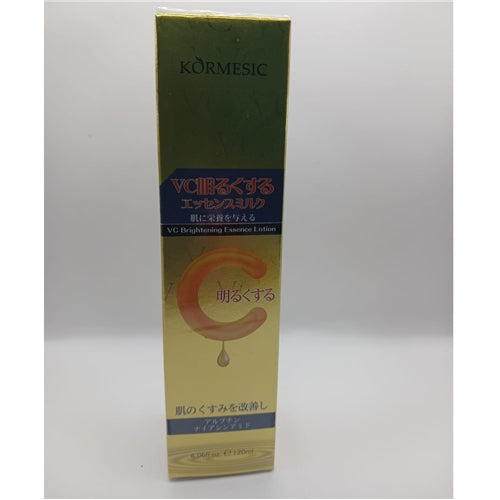 KORMESIC
VC明るくする
エッセンスミルク
肌に栄養を与える
VC Brightening Essence Lotion
明るくする
肌のくすみを改善し
アルブチン
ナイアシンアミド
120ml